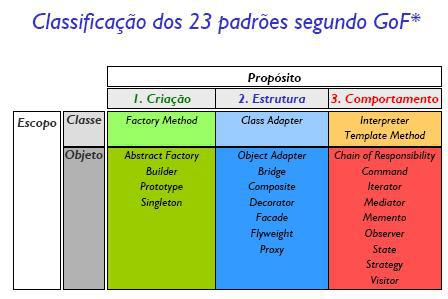 Classificação dos 23 padrões segundo GoF*
Propósito
1. Criação 2. Estrutura 3. Comportamento
Escopo Classe Factory Method Class Adapter Interpreter
Template Method
Objeto Abstract Factory Object Adapter Chain of Responsibility
Builder Bridge Command
Prototype Composite Iterator
Singleton Decorator Mediator
Facade Memento
Flyweight Observer
Proxy State
Strategy
Visitor